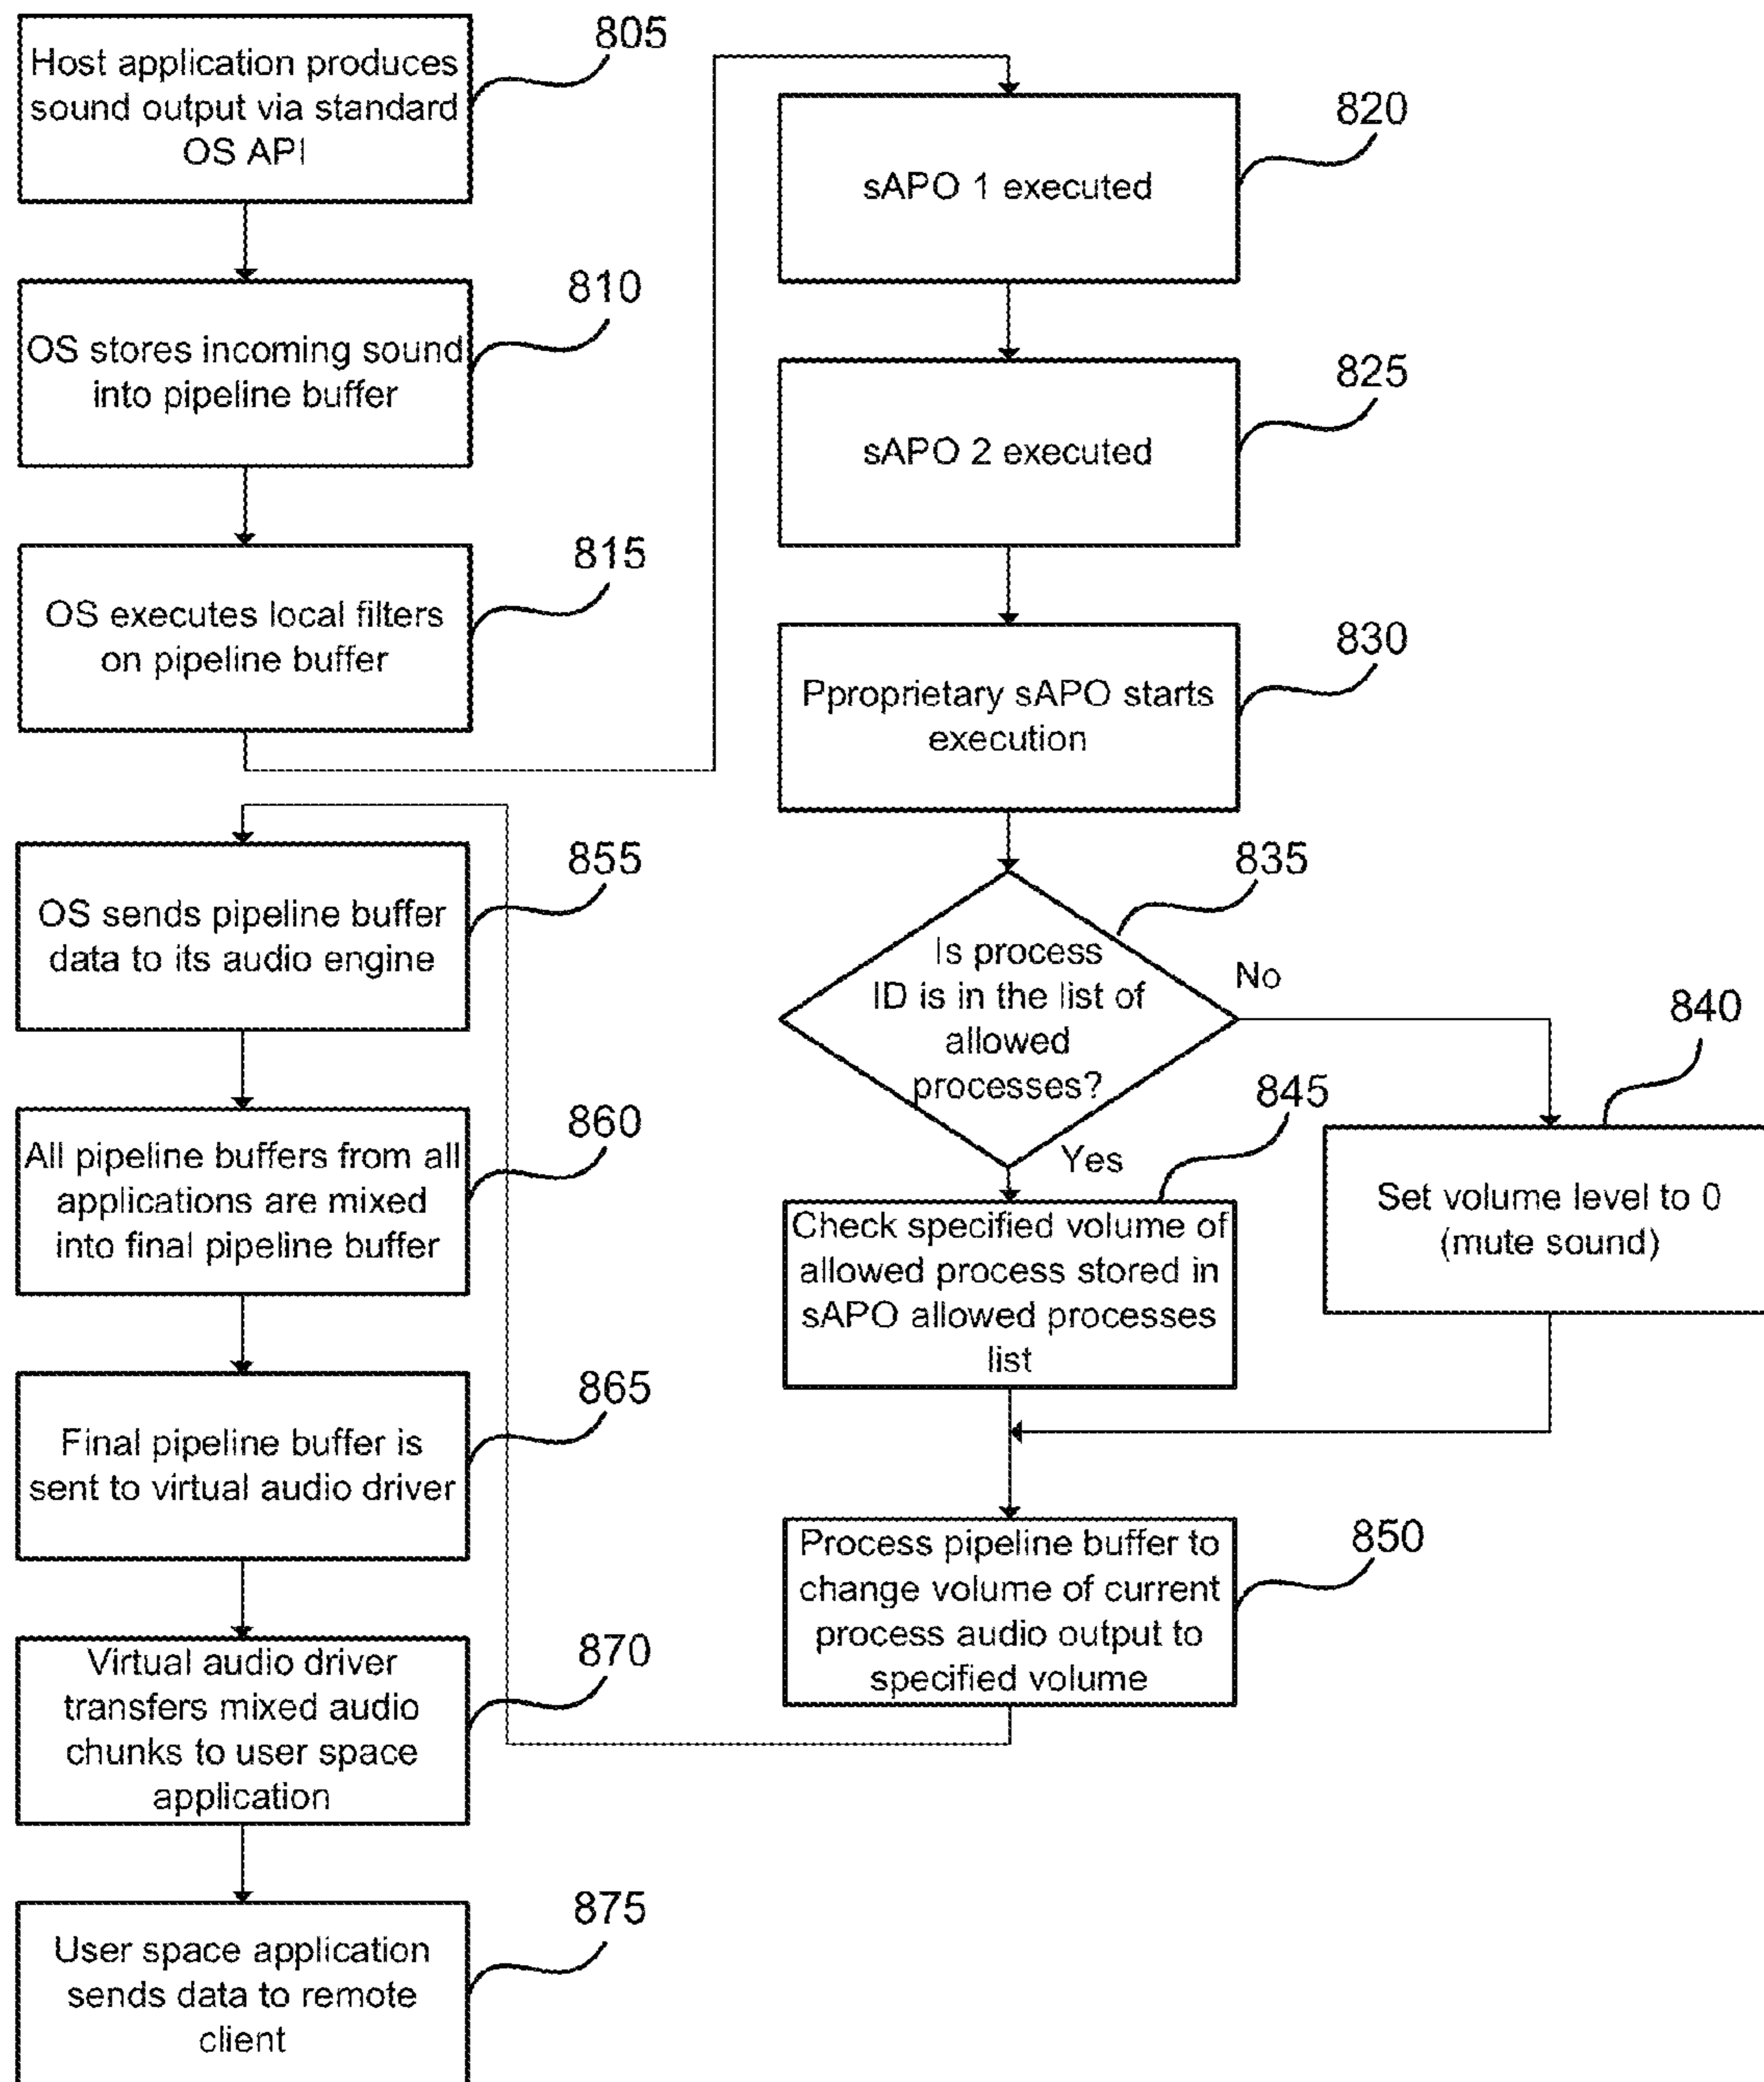 805
Host application produces
sound output via standard
OS API
810
OS stores incoming sound
into pipeline buffer
815
OS executes local filters
on pipeline buffer
820
sAPO 1 executed
825
sAPO 2 executed
830
Pproprietary sAPO starts
execution
835
Is process
ID is in the list of
allowed
processes?
No
Yes
840
Set volume level to 0
(mute sound)
845
Check specified volume of
allowed process stored in
sAPO allowed processes
list
850
Process pipeline buffer to
change volume of current
process audio output to
specified volume
855
OS sends pipeline buffer
data to its audio engine
860
All pipeline buffers from all
applications are mixed
into final pipeline buffer
865
Final pipeline buffer is
sent to virtual audio driver
870
Virtual audio driver
transfers mixed audio
chunks to user space
application
875
User space application
sends data to remote
client